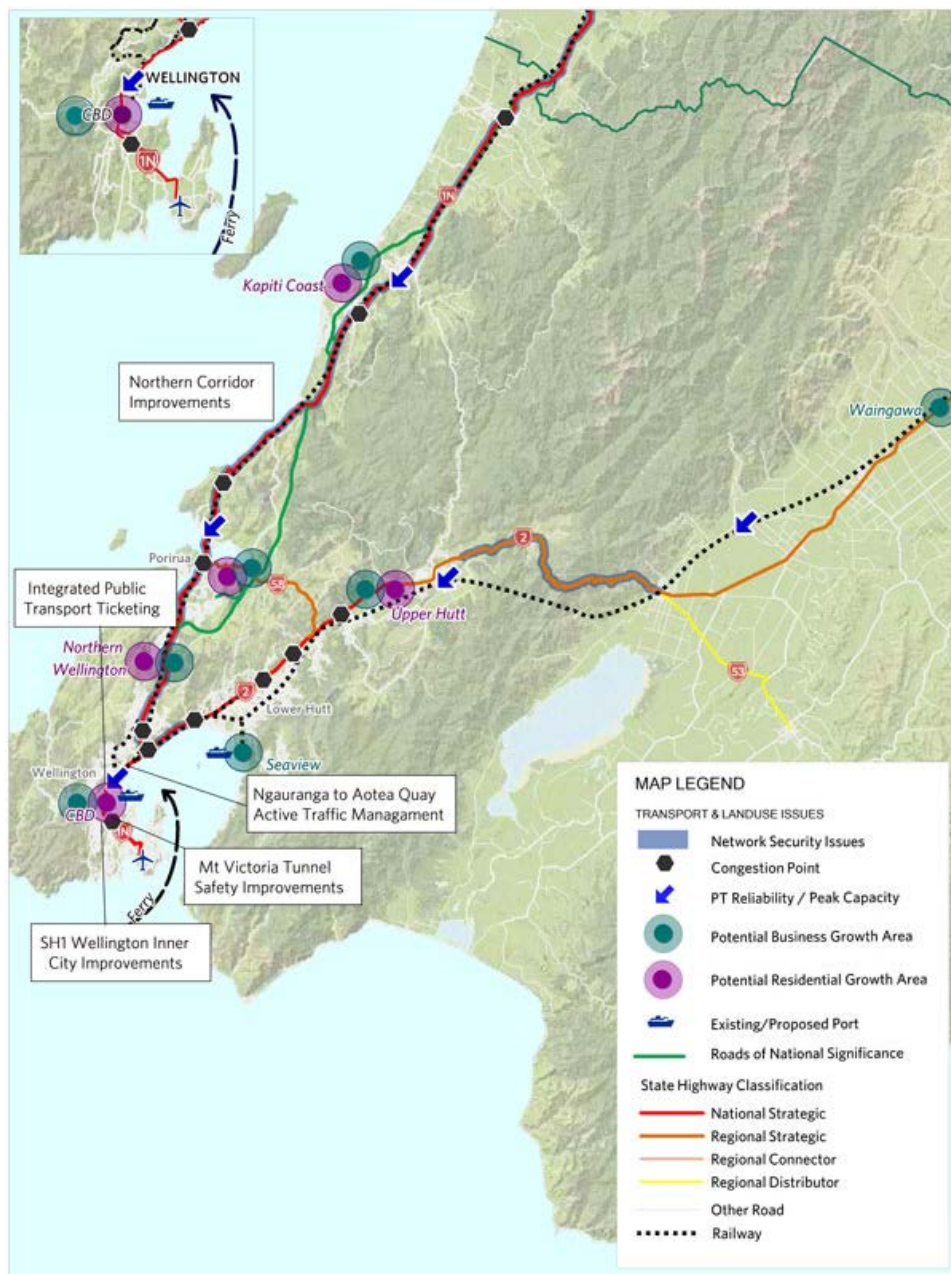 WELLINGTON
CBD
1N
Ferry
1N
Kapiti Coast
Northern Corridor
Improvements
Waingawa
2
Porirua
58
Upper Hutt
Integrated Public
Transport Ticketing
Northern
Wellington
2
53
Lower Hutt
Seaview
Wellington
CBD
1N
Ngauranga to Aotea Quay
Active Traffic Managament
Mt Victoria Tunnel
Safety Improvements
Ferry
SH1 Wellington Inner
City Improvements
MAP LEGEND
TRANSPORT & LANDUSE ISSUES
Network Security Issues
Congestion Point
PT Reliability / Peak Capacity
Potential Business Growth Area
Potential Residential Growth Area
Existing/Proposed Port
Roads of National Significance
State Highway Classification
National Strategic
Regional Strategic
Regional Connector
Regional Distributor
Other Road
Railway